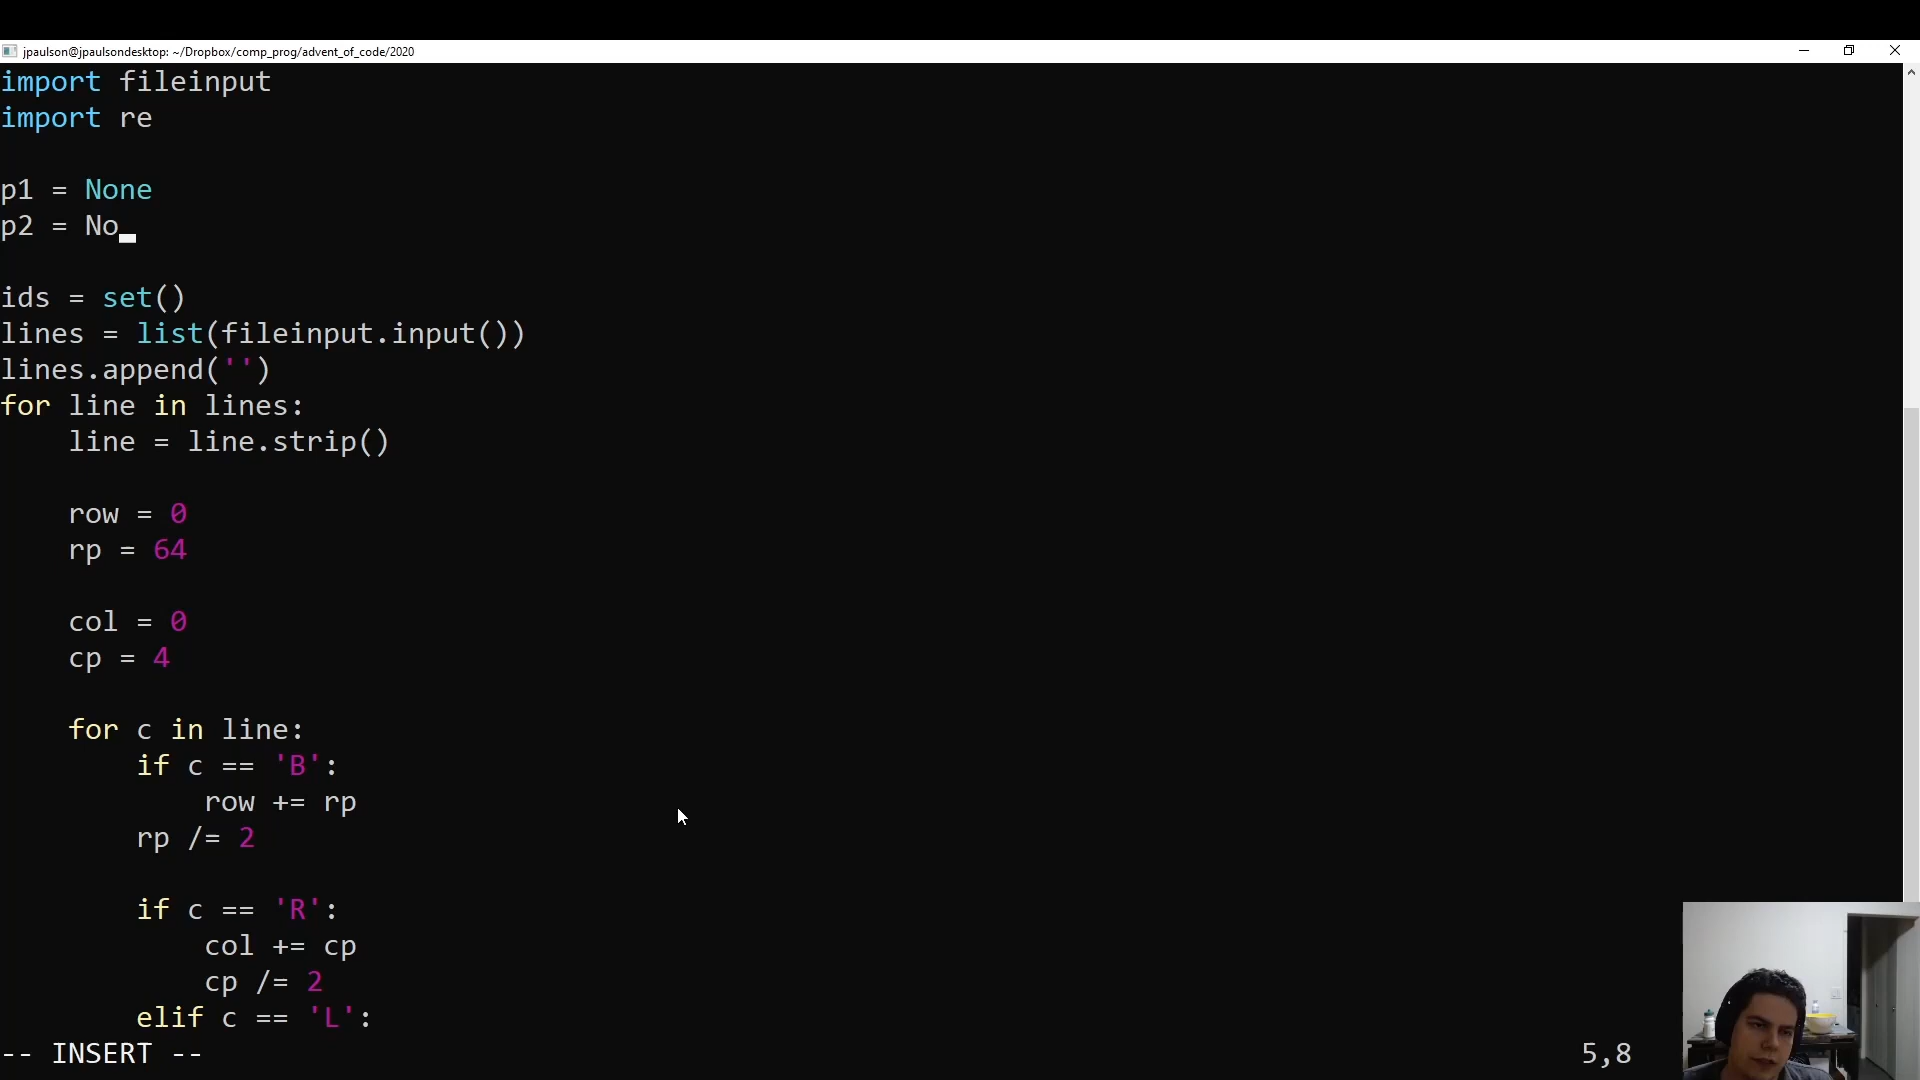 jpaulson@jpaulsondesktop: ~/Dropbox/comp_prog/advent_of_code/2020
import fileinput
import re
p1 = None
p2 = No
ids = set()
lines = list(fileinput.input())
lines.append('')
for line in lines:
    line = line.strip()
    row = 0
    rp = 64
    col = 0
    cp = 4
    for c in line:
        if c == 'B':
            row += rp
        rp /= 2
        if c == 'R':
            col += cp
            cp /= 2
        elif c == 'L':
-- INSERT --
5,8